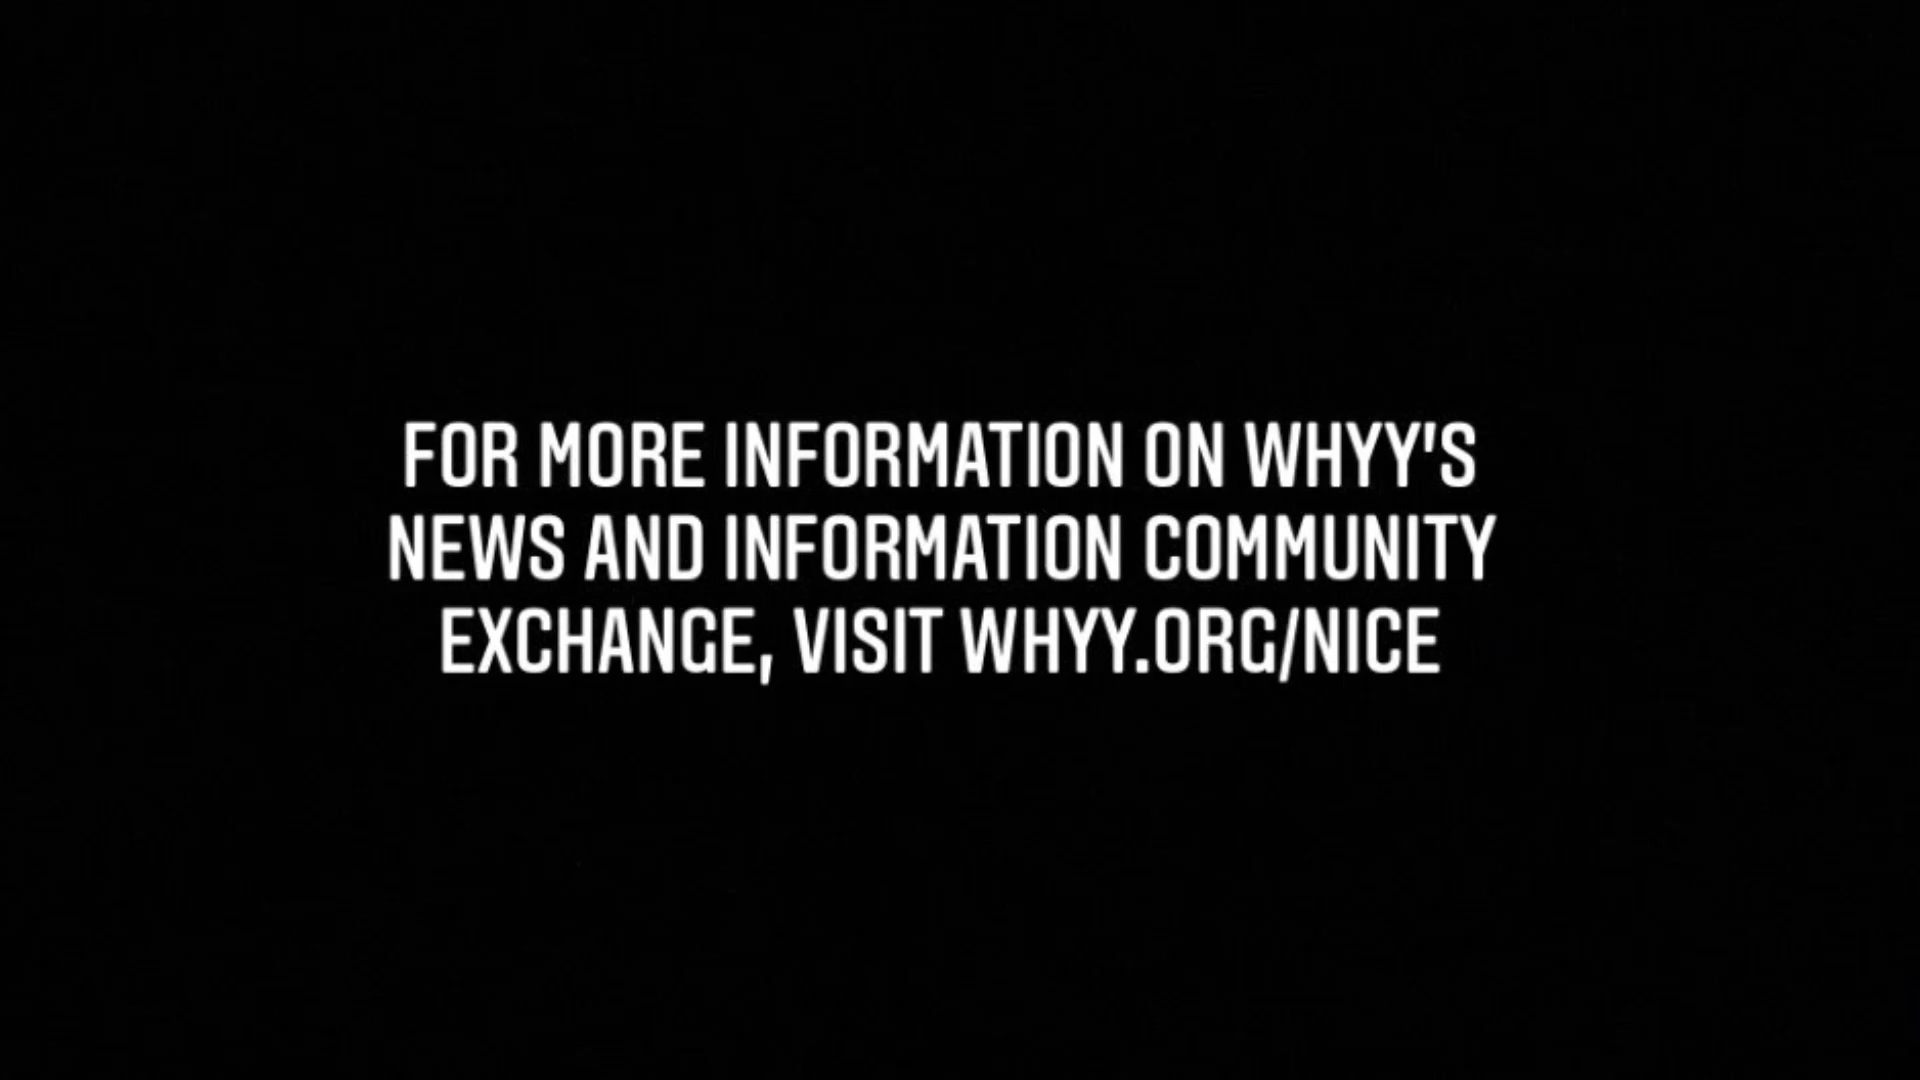 FOR MORE INFORMATION ON WHYY'S
NEWS AND INFORMATION COMMUNITY
EXCHANGE, VISIT WHYY.ORG/NICE